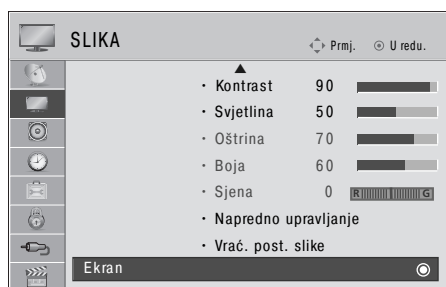 SLIKA Prmj. U redu.
• Kontrast 90
• Svjetlina 50
• Oštrina 70
• Boja 60
• Sjena 0 R G
• Napredno upravljanje
• Vrać. post. slike
Ekran